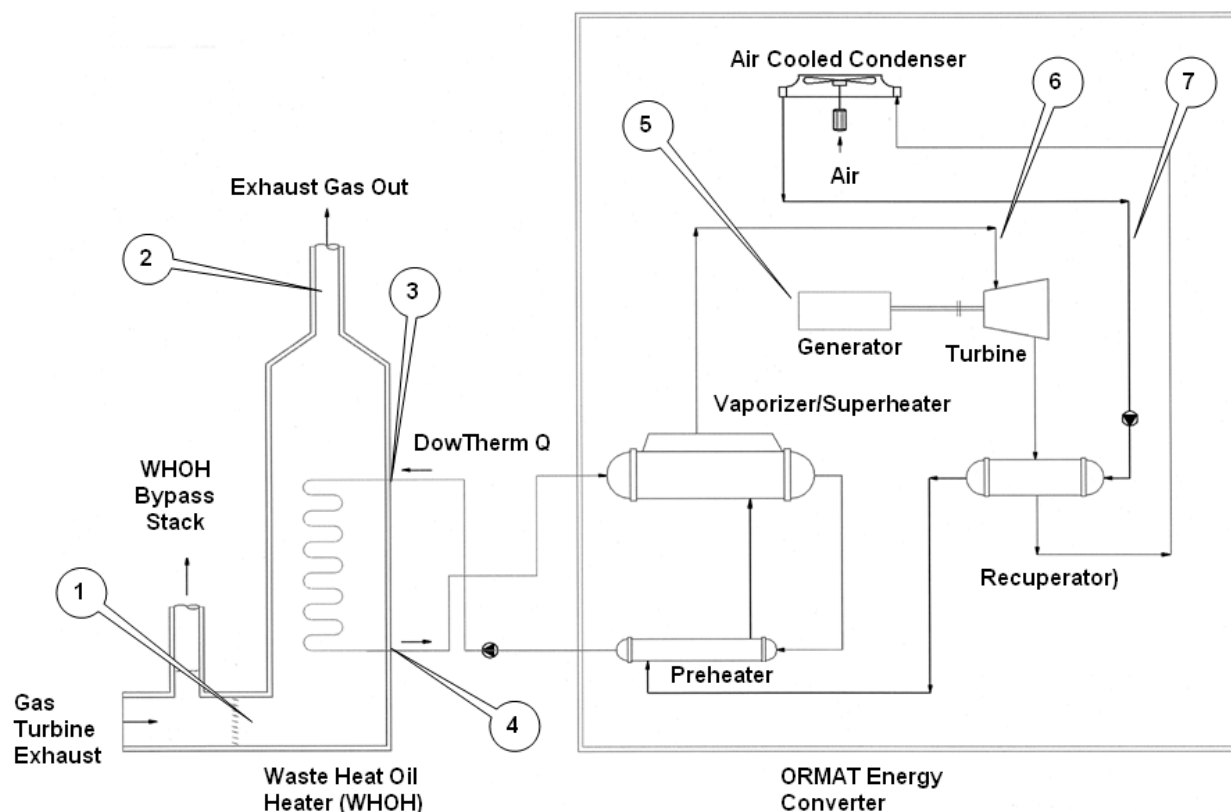 Air Cooled Condenser
6
7
5
Air
Exhaust Gas Out
2
3
Generator
Turbine
Vaporizer/Superheater
DowTherm Q
WHOH
Bypass
Stack
Recuperator)
1
Preheater
Gas
Turbine
Exhaust
4
Waste Heat Oil
Heater (WHOH)
ORMAT Energy
Converter